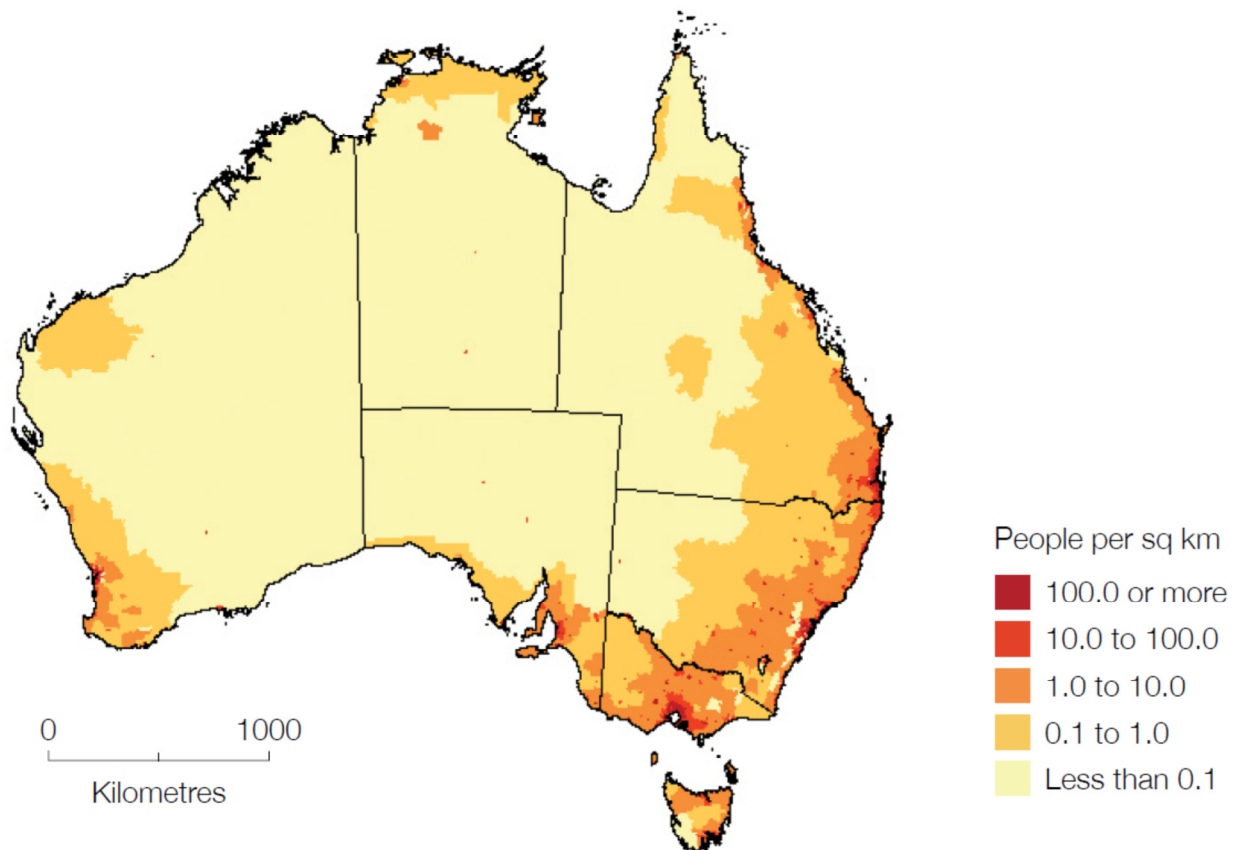 People per sq km
100.0 or more
10.0 to 100.0
1.0 to 10.0
0.1 to 1.0
Less than 0.1
0 1000
Kilometres